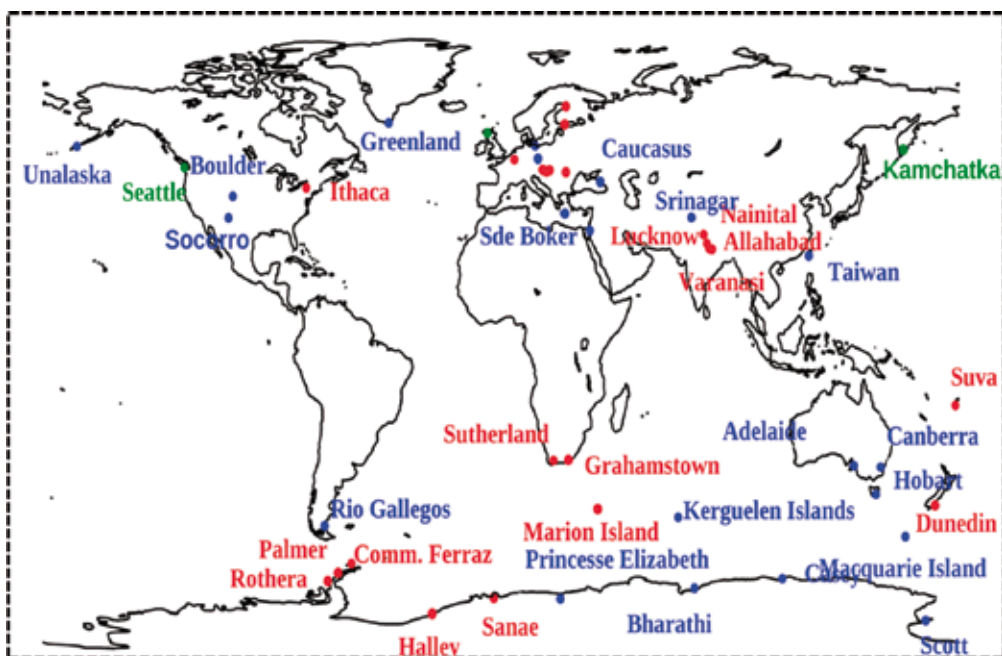 Greenland
Unalaska
Boulder
Caucasus
Kamchatka
Seattle
Ithaca
Srinagar
Nainital
Socorro
Sde Boker
Lucknow
Allahabad
Varanasi
Taiwan
Suva
Sutherland
Adelaide
Canberra
Grahamstown
Hobart
Rio Gallegos
Kerguelen Islands
Marion Island
Dunedin
Palmer
Comm. Ferraz
Princesse Elizabeth
Rothera
Casey
Macquarie Island
Sanae
Bharathi
Halley
Scott